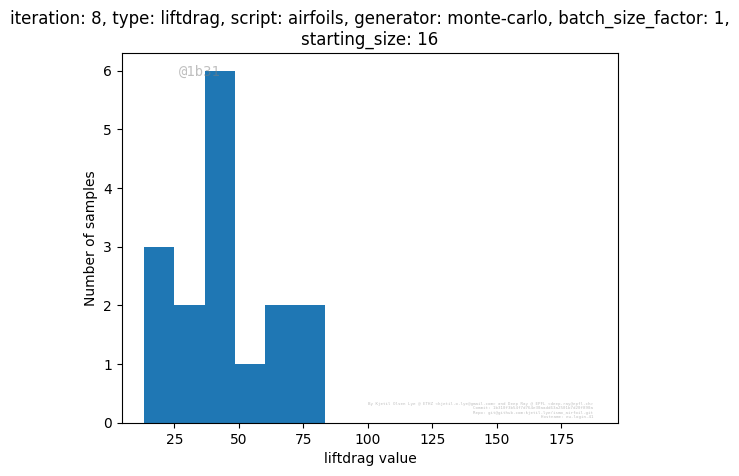 iteration: 8, type: liftdrag, script: airfoils, generator: monte-carlo, batch_size_factor: 1,
starting_size: 16
@1b31
6
5
4
3
2
1
0
Number of samples
25 50 75 100 125 150 175
liftdrag value